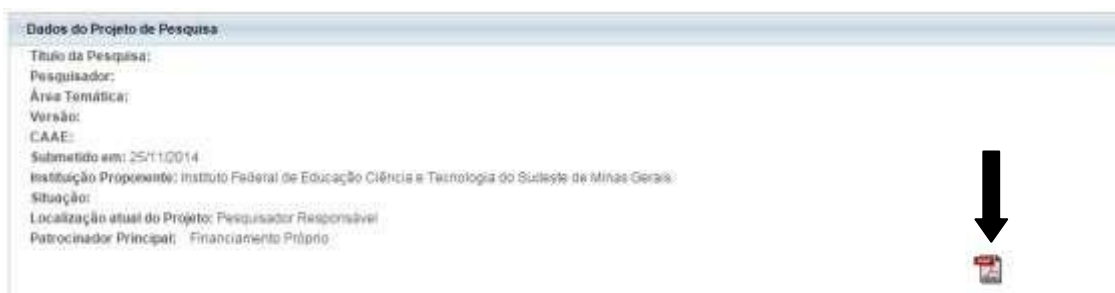 Dados do Projeto de Pesquisa
Título da Pesquisa:
Pesquisador:
Área Temática:
Versão:
CAAE:
Submetido em: 25/11/2014
Instituição Proponente: Instituto Federal de Educação Ciência e Tecnologia do Sudeste de Minas Gerais
Situação:
Localização atual do Projeto: Pesquisador Responsável
Patrocinador Principal: Financiamento Próprio